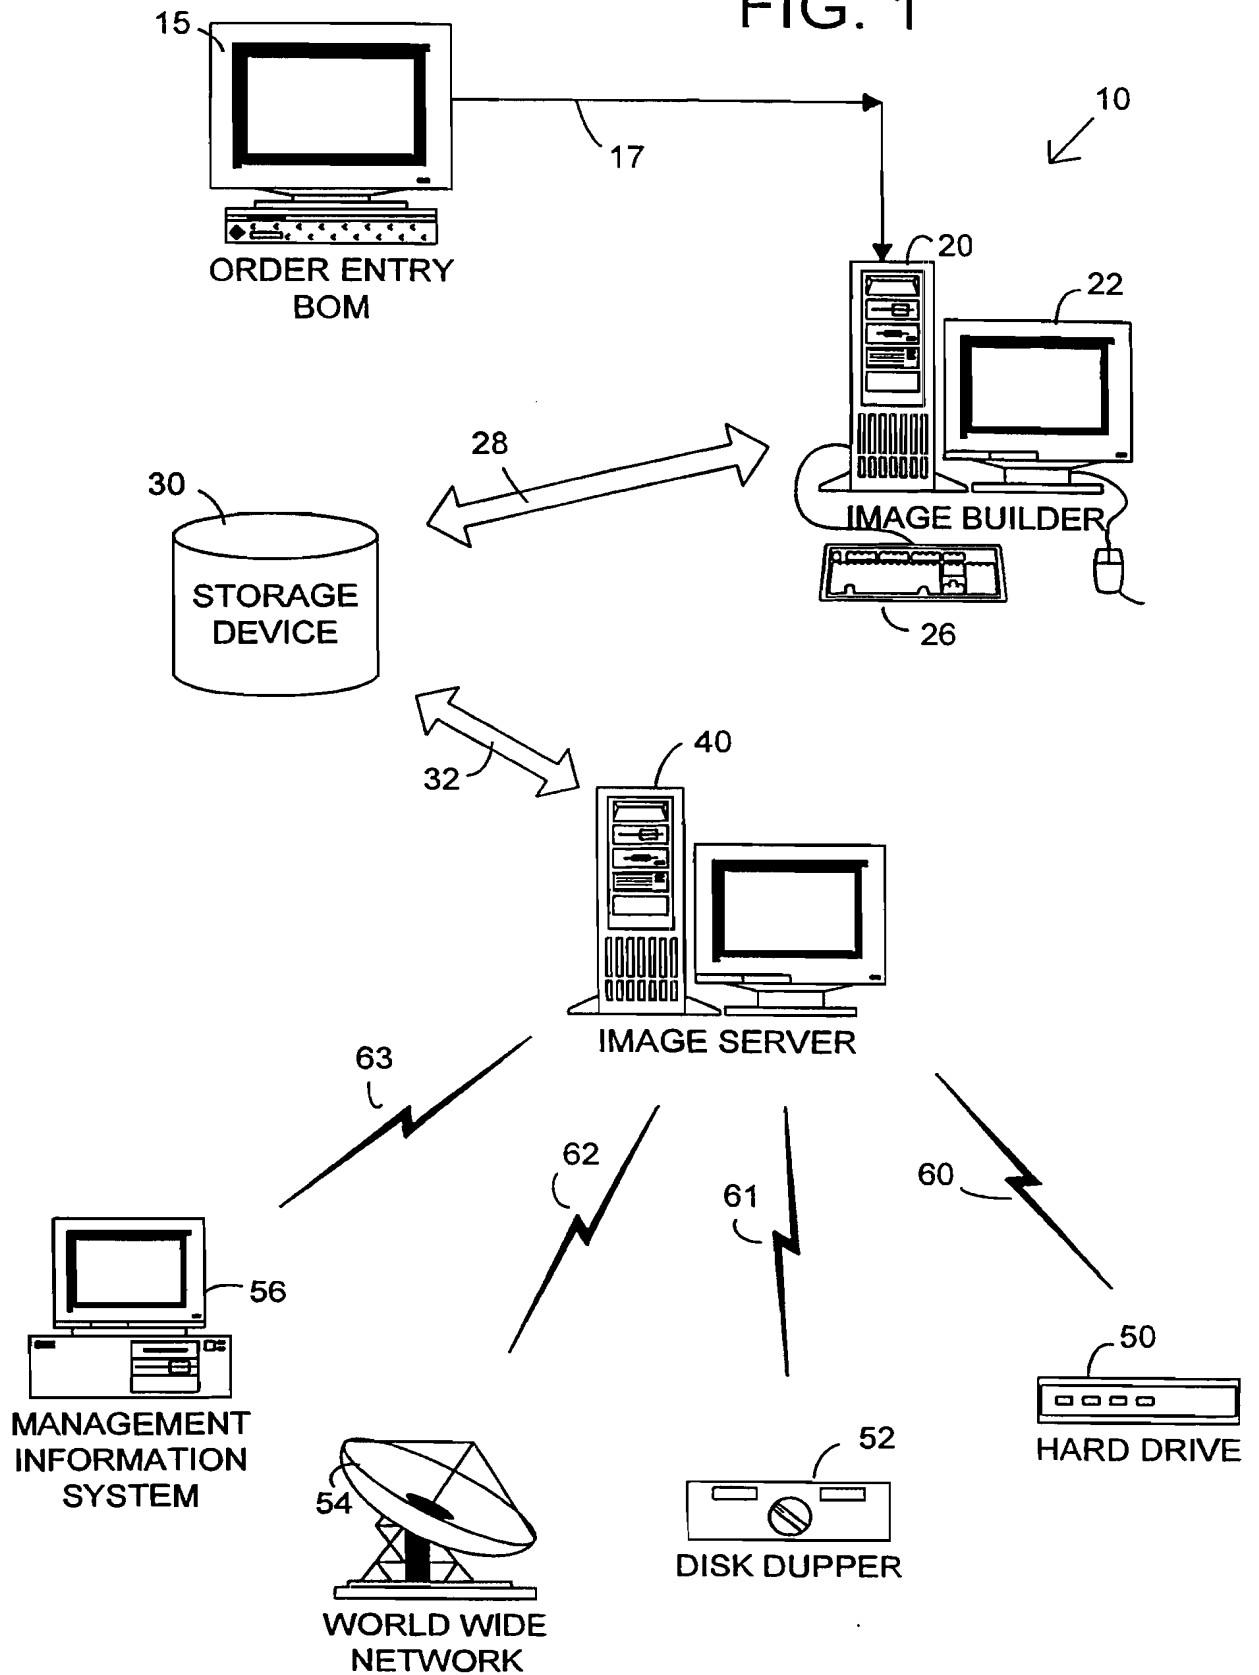 FIG. 1
15
10
17
20
ORDER ENTRY
BOM
22
28
30
IMAGE BUILDER
STORAGE
DEVICE
26
40
32
IMAGE SERVER
63
62
61
60
56
50
MANAGEMENT
INFORMATION
SYSTEM
52
HARD DRIVE
54
DISK DUPPER
WORLD WIDE
NETWORK